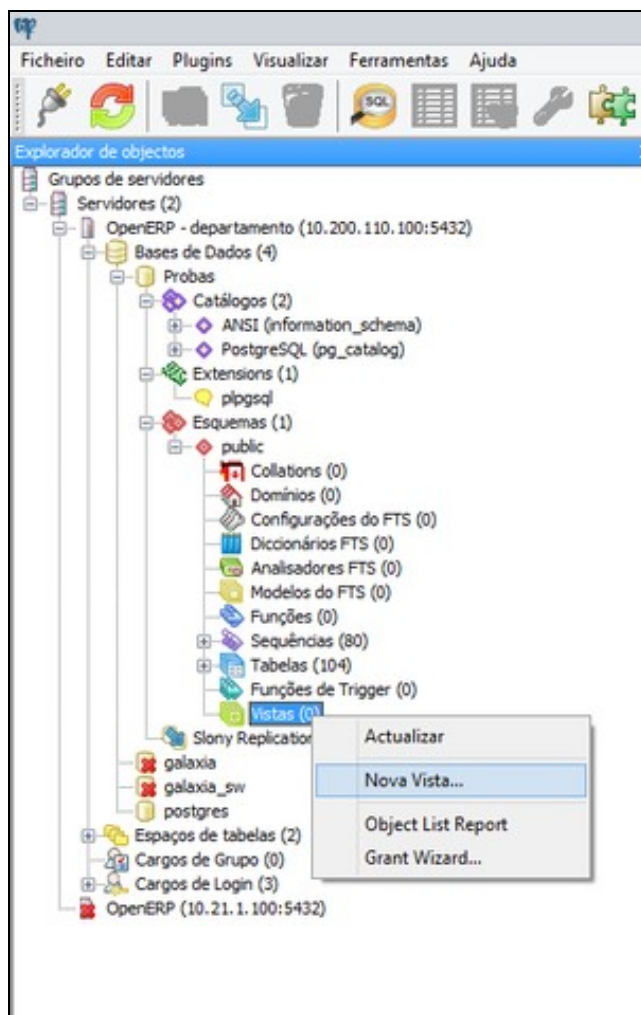 Ficheiro Editar Plugins Visualizar Ferramentas Ajuda
SQL
Explorador de objectos
Grupos de servidores
Servidores (2)
OpenERP - departamento (10.200.110.100:5432)
Bases de Dados (4)
Probas
Catálogos (2)
ANSI (information_schema)
PostgreSQL (pg_catalog)
Extensions (1)
plpgsql
Esquemas (1)
public
Collations (0)
Domínios (0)
Configurações do FTS (0)
Diccionários FTS (0)
Analisadores FTS (0)
Modelos do FTS (0)
Funções (0)
Sequências (80)
Tabelas (104)
Funções de Trigger (0)
Vistas (0)
Actualizar
Slony Replication
galaxia
Nova Vista...
galaxia_sw
postgres
Object List Report
Espaços de tabelas (2)
Cargos de Grupo (0)
Grant Wizard...
Cargos de Login (3)
OpenERP (10.21.1.100:5432)